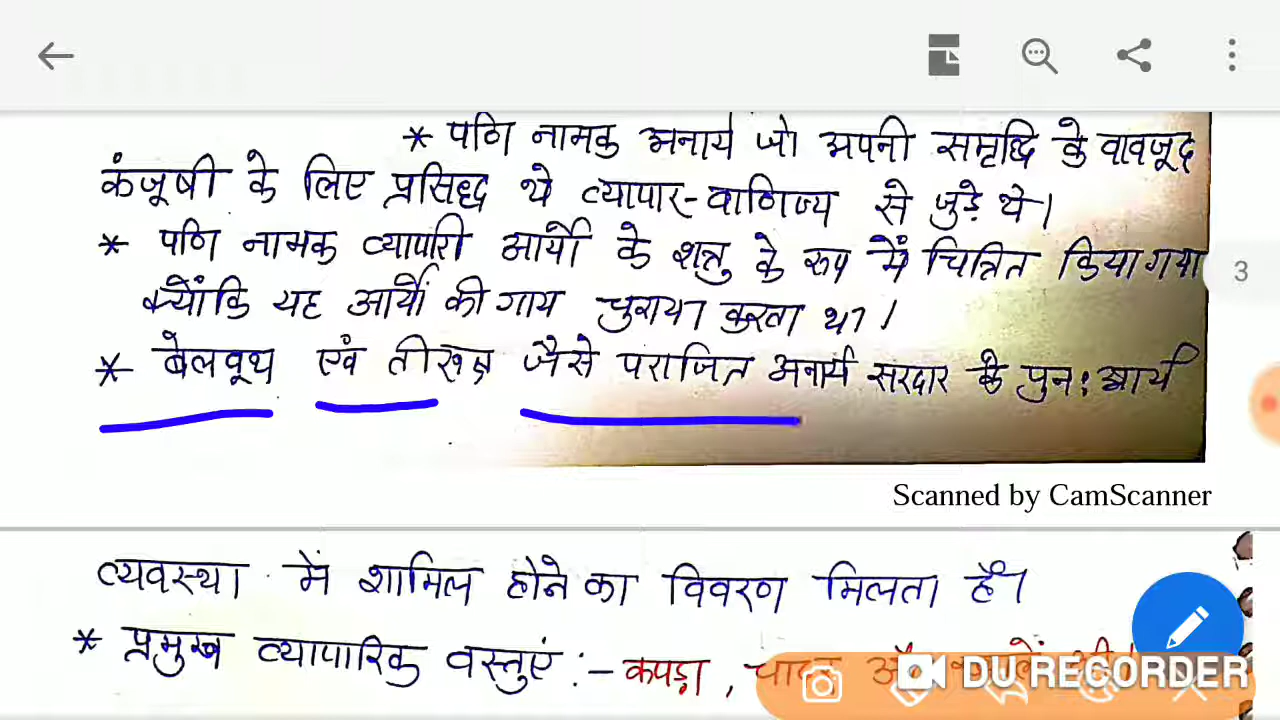 * पणि नामक अनार्य जो अपनी समृद्धि के वावजूद
कंजूषी के लिए प्रसिद्ध थे व्यापार-वाणिज्य से जुड़े थे।
* पणि नामक व्यापारी आर्यो के शत्रु के रूप में चित्रित किया गया
3
क्योंकि यह आर्यों की गाय चुराया करता था।
* बेलवूथ एवं जैसे पराजित अनार्य सरदार के पुनः आर्य
Scanned by CamScanner
व्यवस्था में शामिल होने का विवरण मिलता है।
* प्रमुख व्यापारिक वस्तुएं :- कपड़ा ,
DU RECORDER